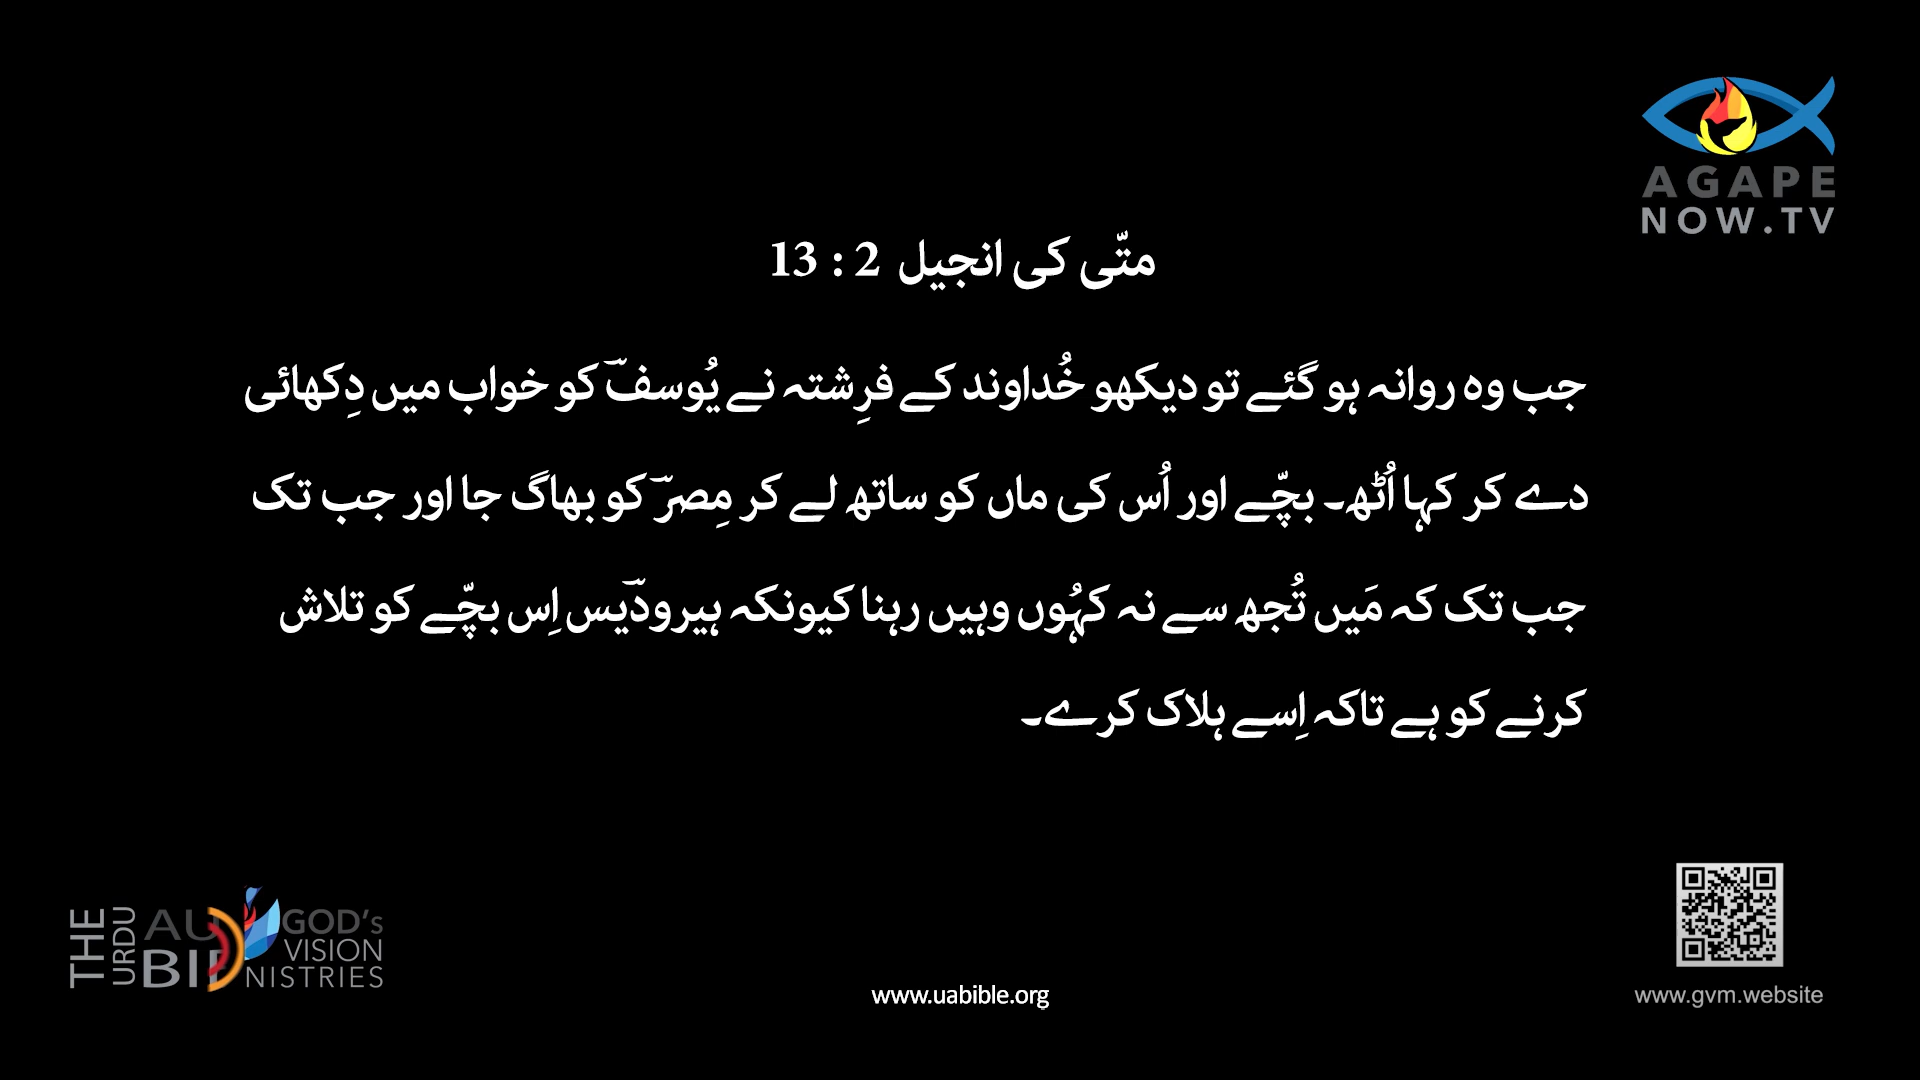 AGAPE
NOW.TV
متّی کی انجیل 2 : 13
جب وہ روانہ ہو گئے تو دیکھو خُداوند کے فرِشتہ نے یُوسفؔ کو خواب میں دِکھائی
دے کر کہا اُٹھ۔ بچّے اور اُس کی ماں کو ساتھ لے کر مِصرؔ کو بھاگ جا اور جب تک
جب تک کہ مَیں تُجھ سے نہ کہُوں وہیں رہنا کیونکہ ہیرودؔیس اِس بچّے کو تلاش
کرنے کو ہے تاکہ اِسے ہلاک کرے۔
THE
URDU
GOD's
VISION
www.uabible.org
www.gvm.website